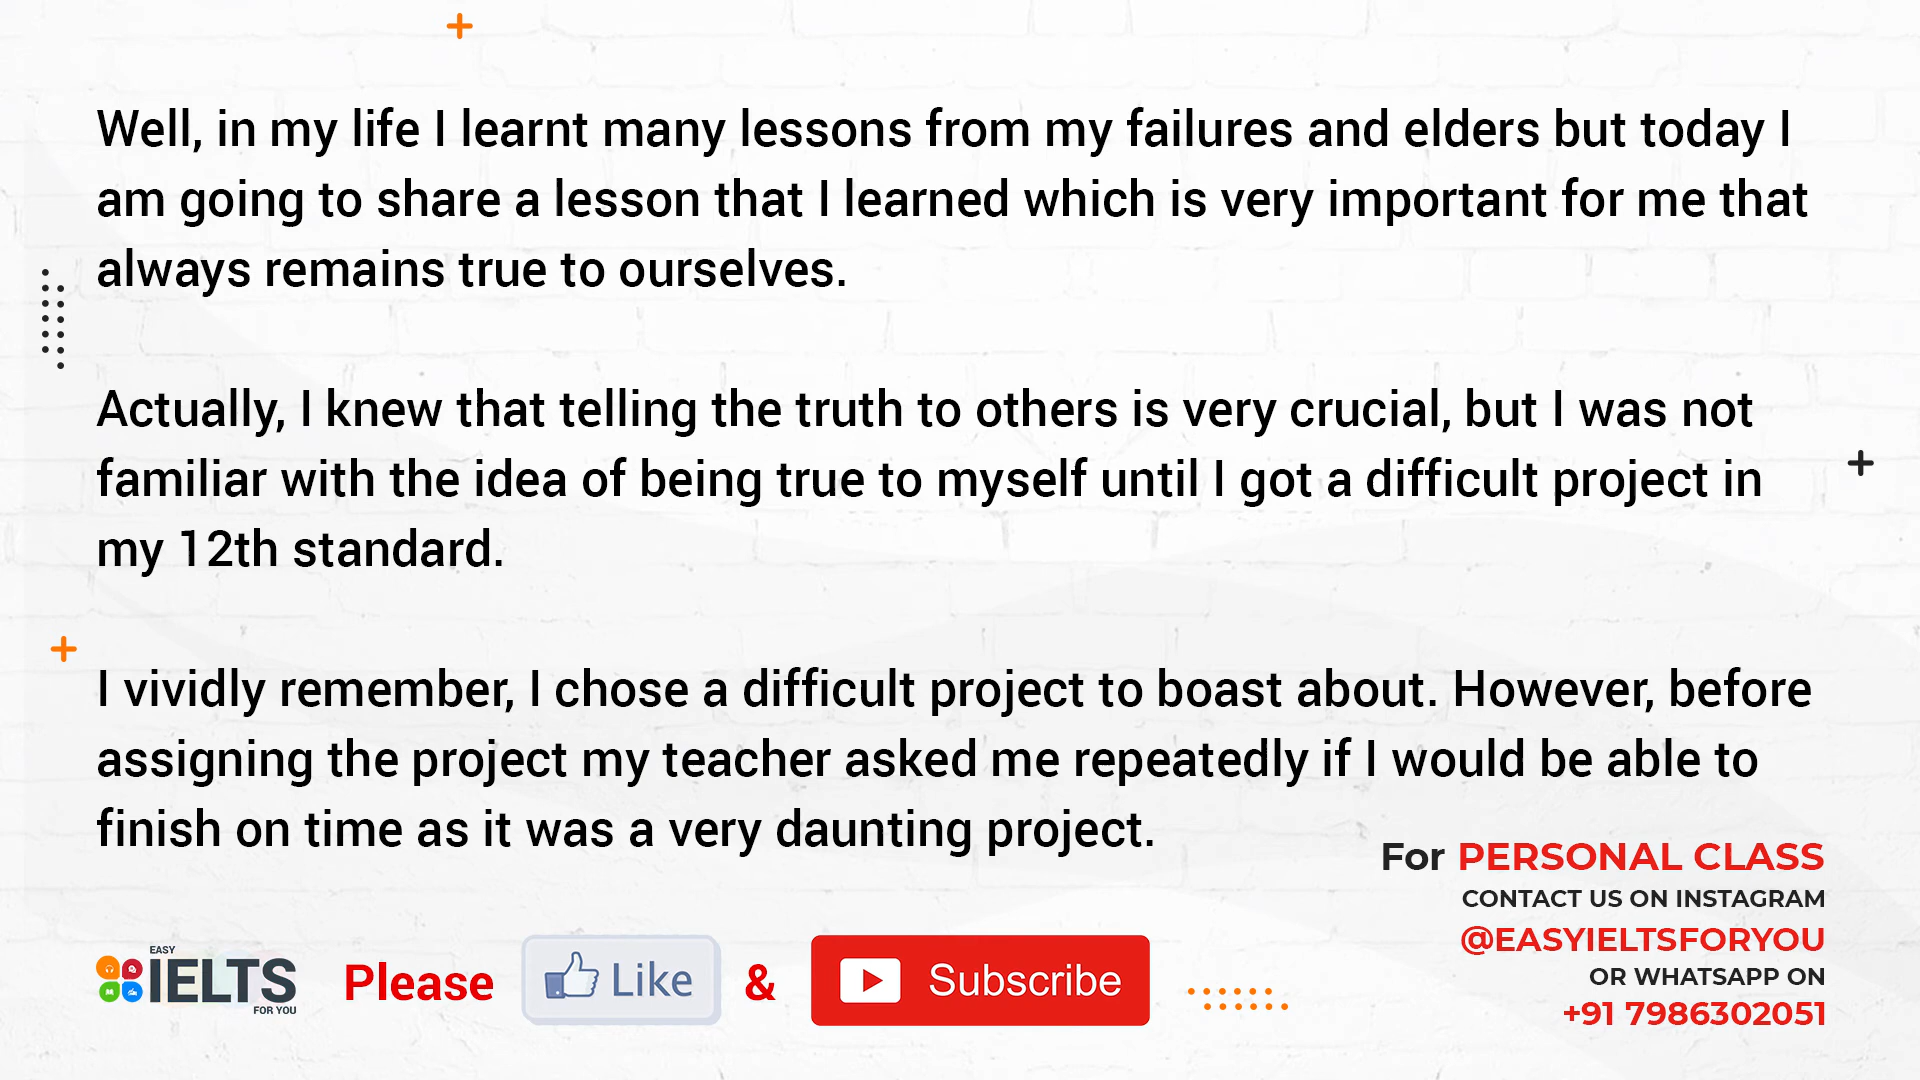 Well, in my life I learnt many lessons from my failures and elders but today I
am going to share a lesson that I learned which is very important for me that
always remains true to ourselves.
Actually, I knew that telling the truth to others is very crucial, but I was not
familiar with the idea of being true to myself until I got a difficult project in
my 12th standard.
I vividly remember, I chose a difficult project to boast about. However, before
assigning the project my teacher asked me repeatedly if I would be able to
finish on time as it was a very daunting project.
For PERSONAL CLASS
CONTACT US ON INSTAGRAM
@EASYIELTSFORYOU
OR WHATSAPP ON
+91 7986302051
EASY
IELTS
FOR YOU
Please Like & Subscribe